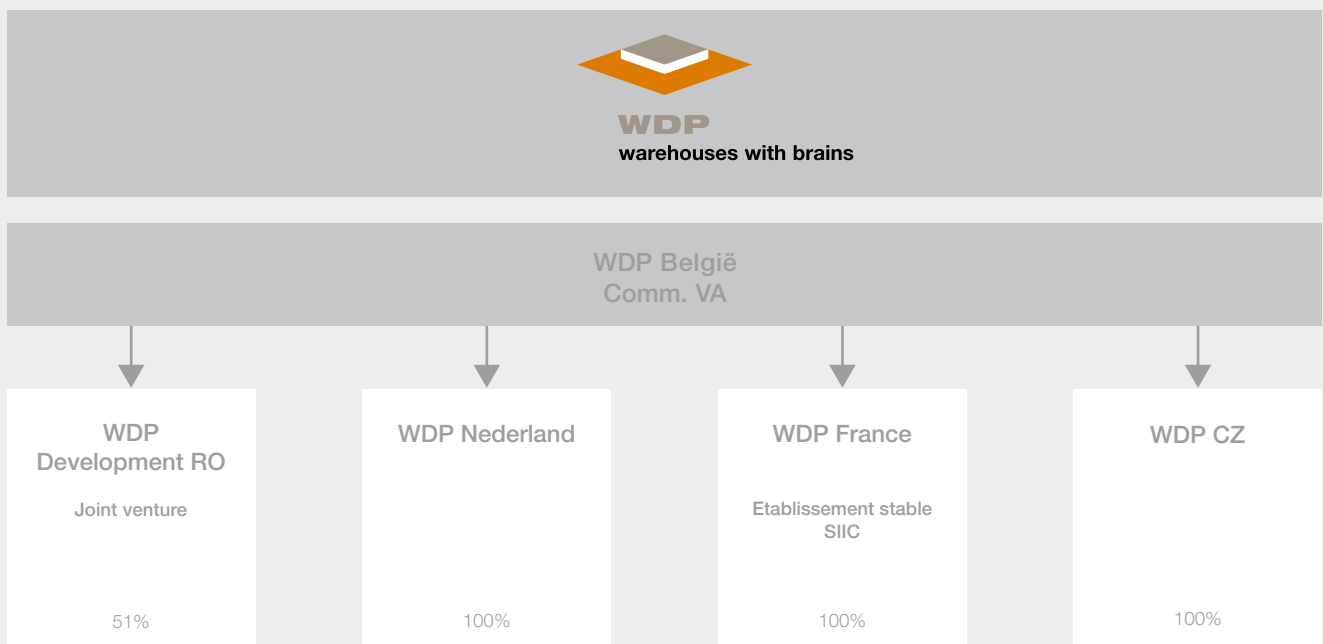 WDP
warehouses with brains
WDP België
Comm. VA
WDP
Development RO
Joint venture
51%
WDP Nederland
100%
WDP France
Etablissement stable
SIIC
100%
WDP CZ
100%